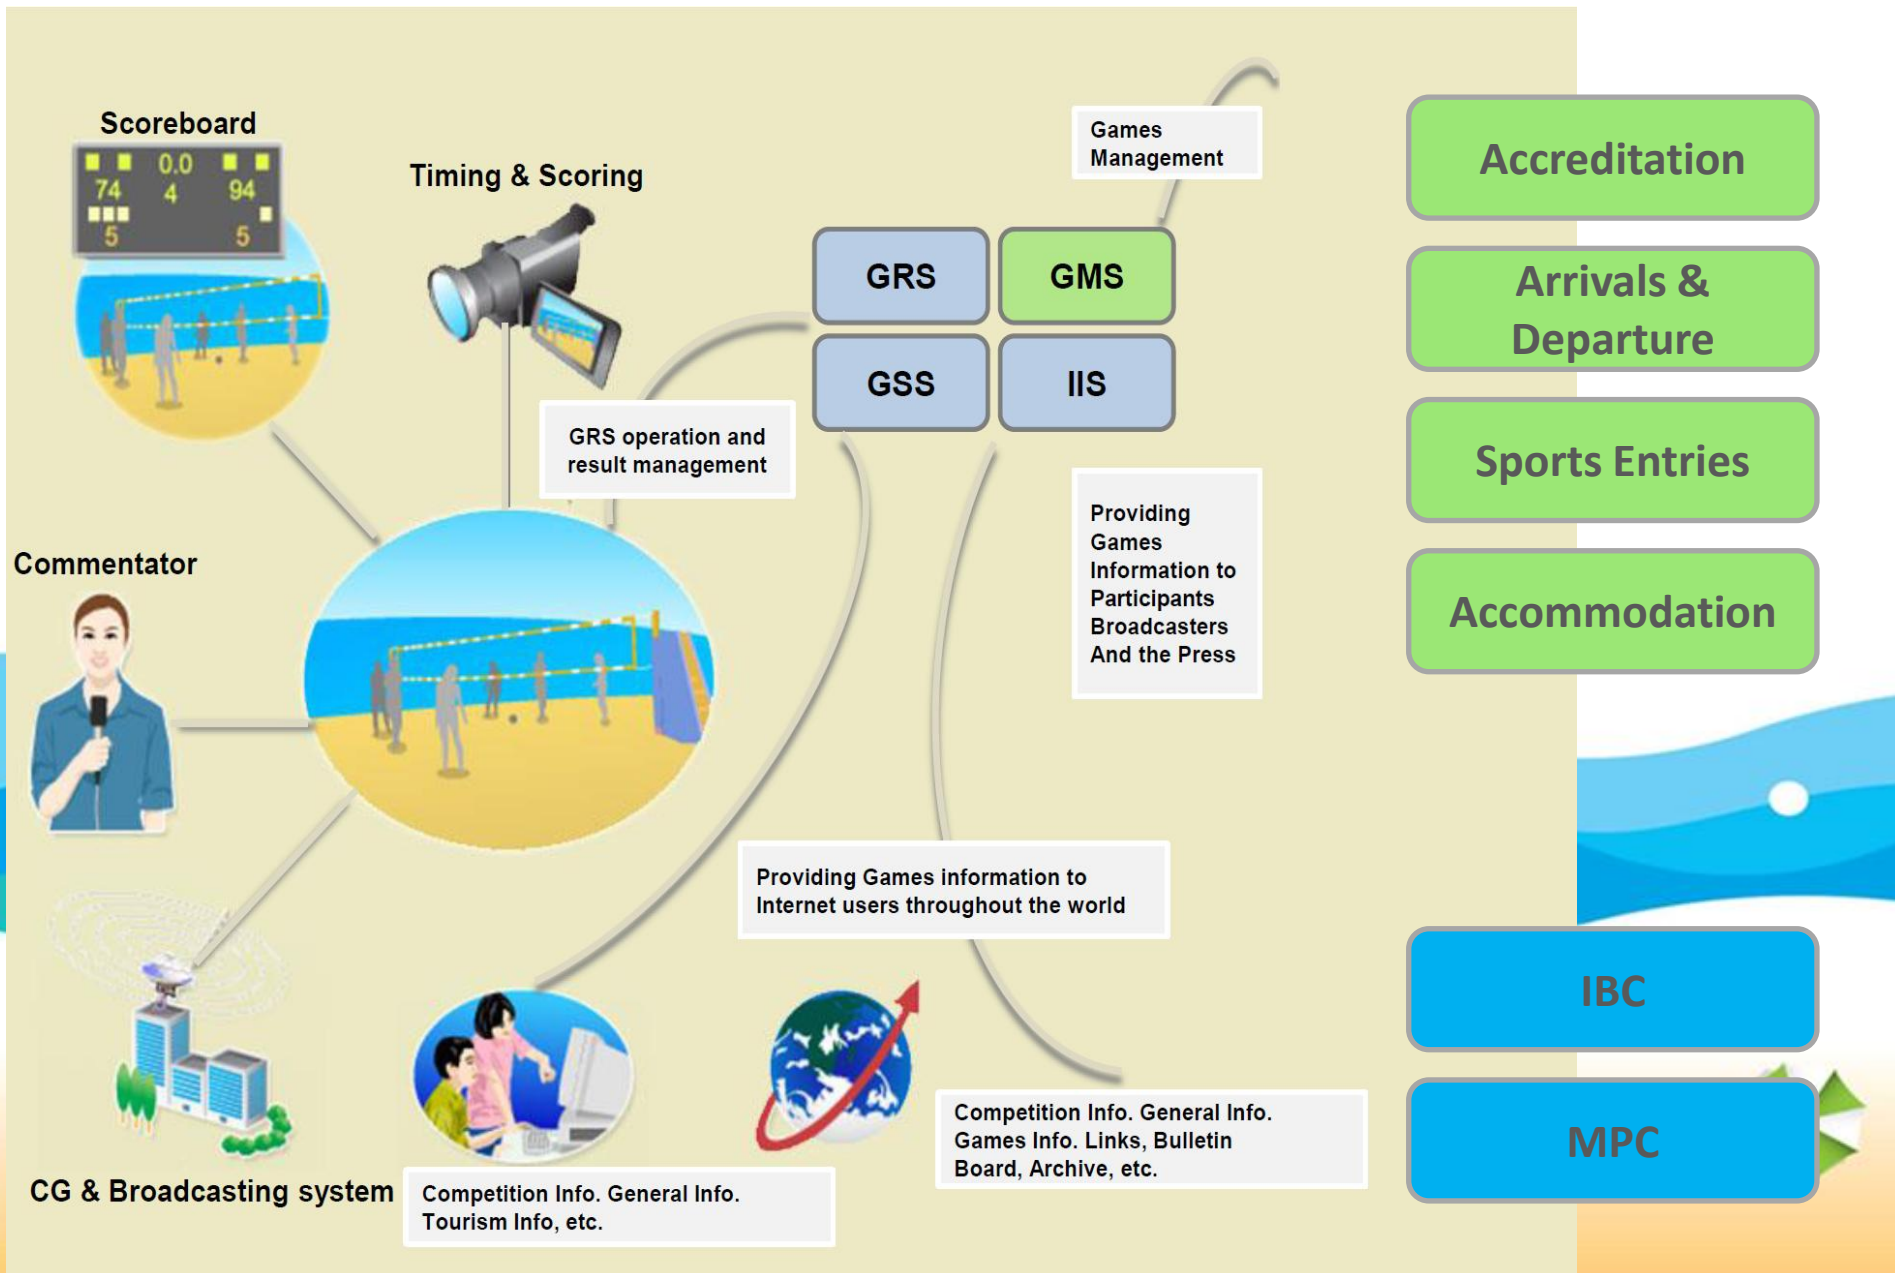 Scoreboard
0.0
74 4 94
5 5
Timing & Scoring
Games
Management
GRS GMS
GSS IIS
GRS operation and
result management
Commentator
Providing
Games
Information to
Participants
Broadcasters
And the Press
Providing Games information to
Internet users throughout the world
CG & Broadcasting system
Competition Info. General Info.
Tourism Info, etc.
Competition Info. General Info.
Games Info. Links, Bulletin
Board, Archive, etc.
Accreditation
Arrivals &
Departure
Sports Entries
Accommodation
IBC
MPC